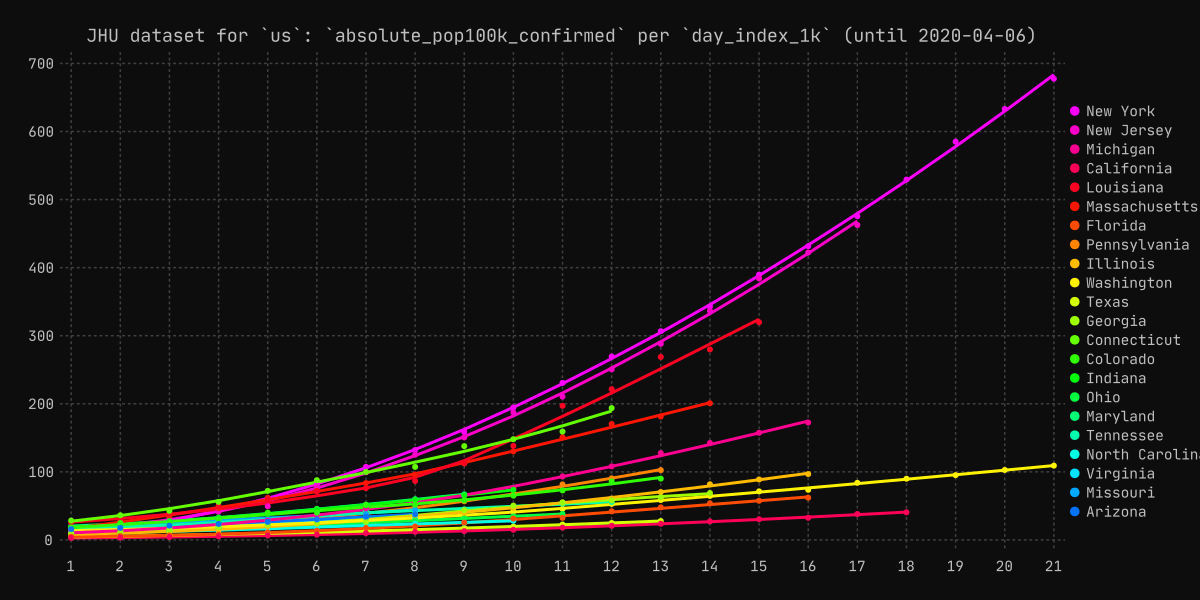 JHU dataset for `us`: `absolute_pop100k_confirmed` per `day_index_1k` (until 2020-04-06)
700
600
500
400
300
200
100
0
1 2 3 4 5 6 7 8 9 10 11 12 13 14 15 16 17 18 19 20 21
New York
New Jersey
Michigan
California
Louisiana
Massachusetts
Florida
Pennsylvania
Illinois
Washington
Texas
Georgia
Connecticut
Colorado
Indiana
Ohio
Maryland
Tennessee
North Carolina
Virginia
Missouri
Arizona